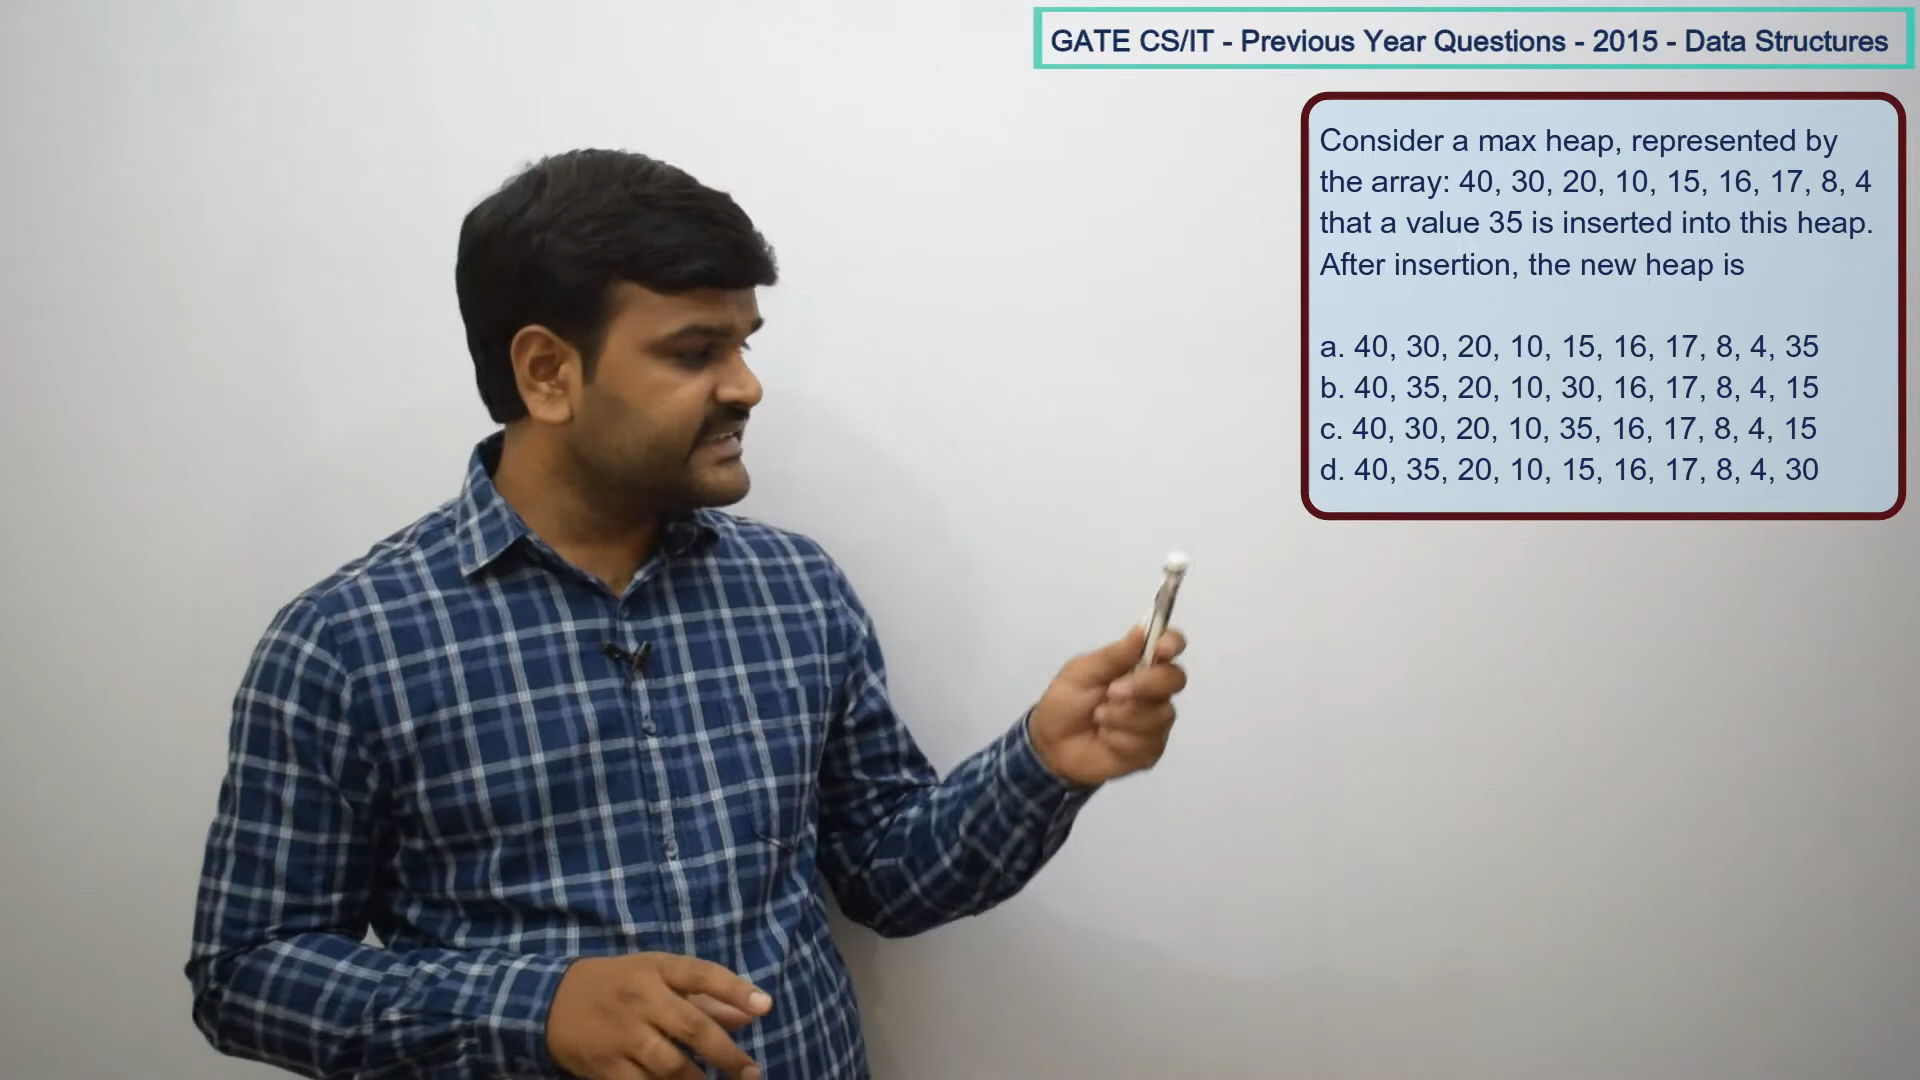 GATE CS/IT - Previous Year Questions - 2015 - Data Structures
Consider a max heap, represented by
the array: 40, 30, 20, 10, 15, 16, 17, 8, 4
that a value 35 is inserted into this heap.
After insertion, the new heap is
a. 40, 30, 20, 10, 15, 16, 17, 8, 4, 35
b. 40, 35, 20, 10, 30, 16, 17, 8, 4, 15
c. 40, 30, 20, 10, 35, 16, 17, 8, 4, 15
d. 40, 35, 20, 10, 15, 16, 17, 8, 4, 30